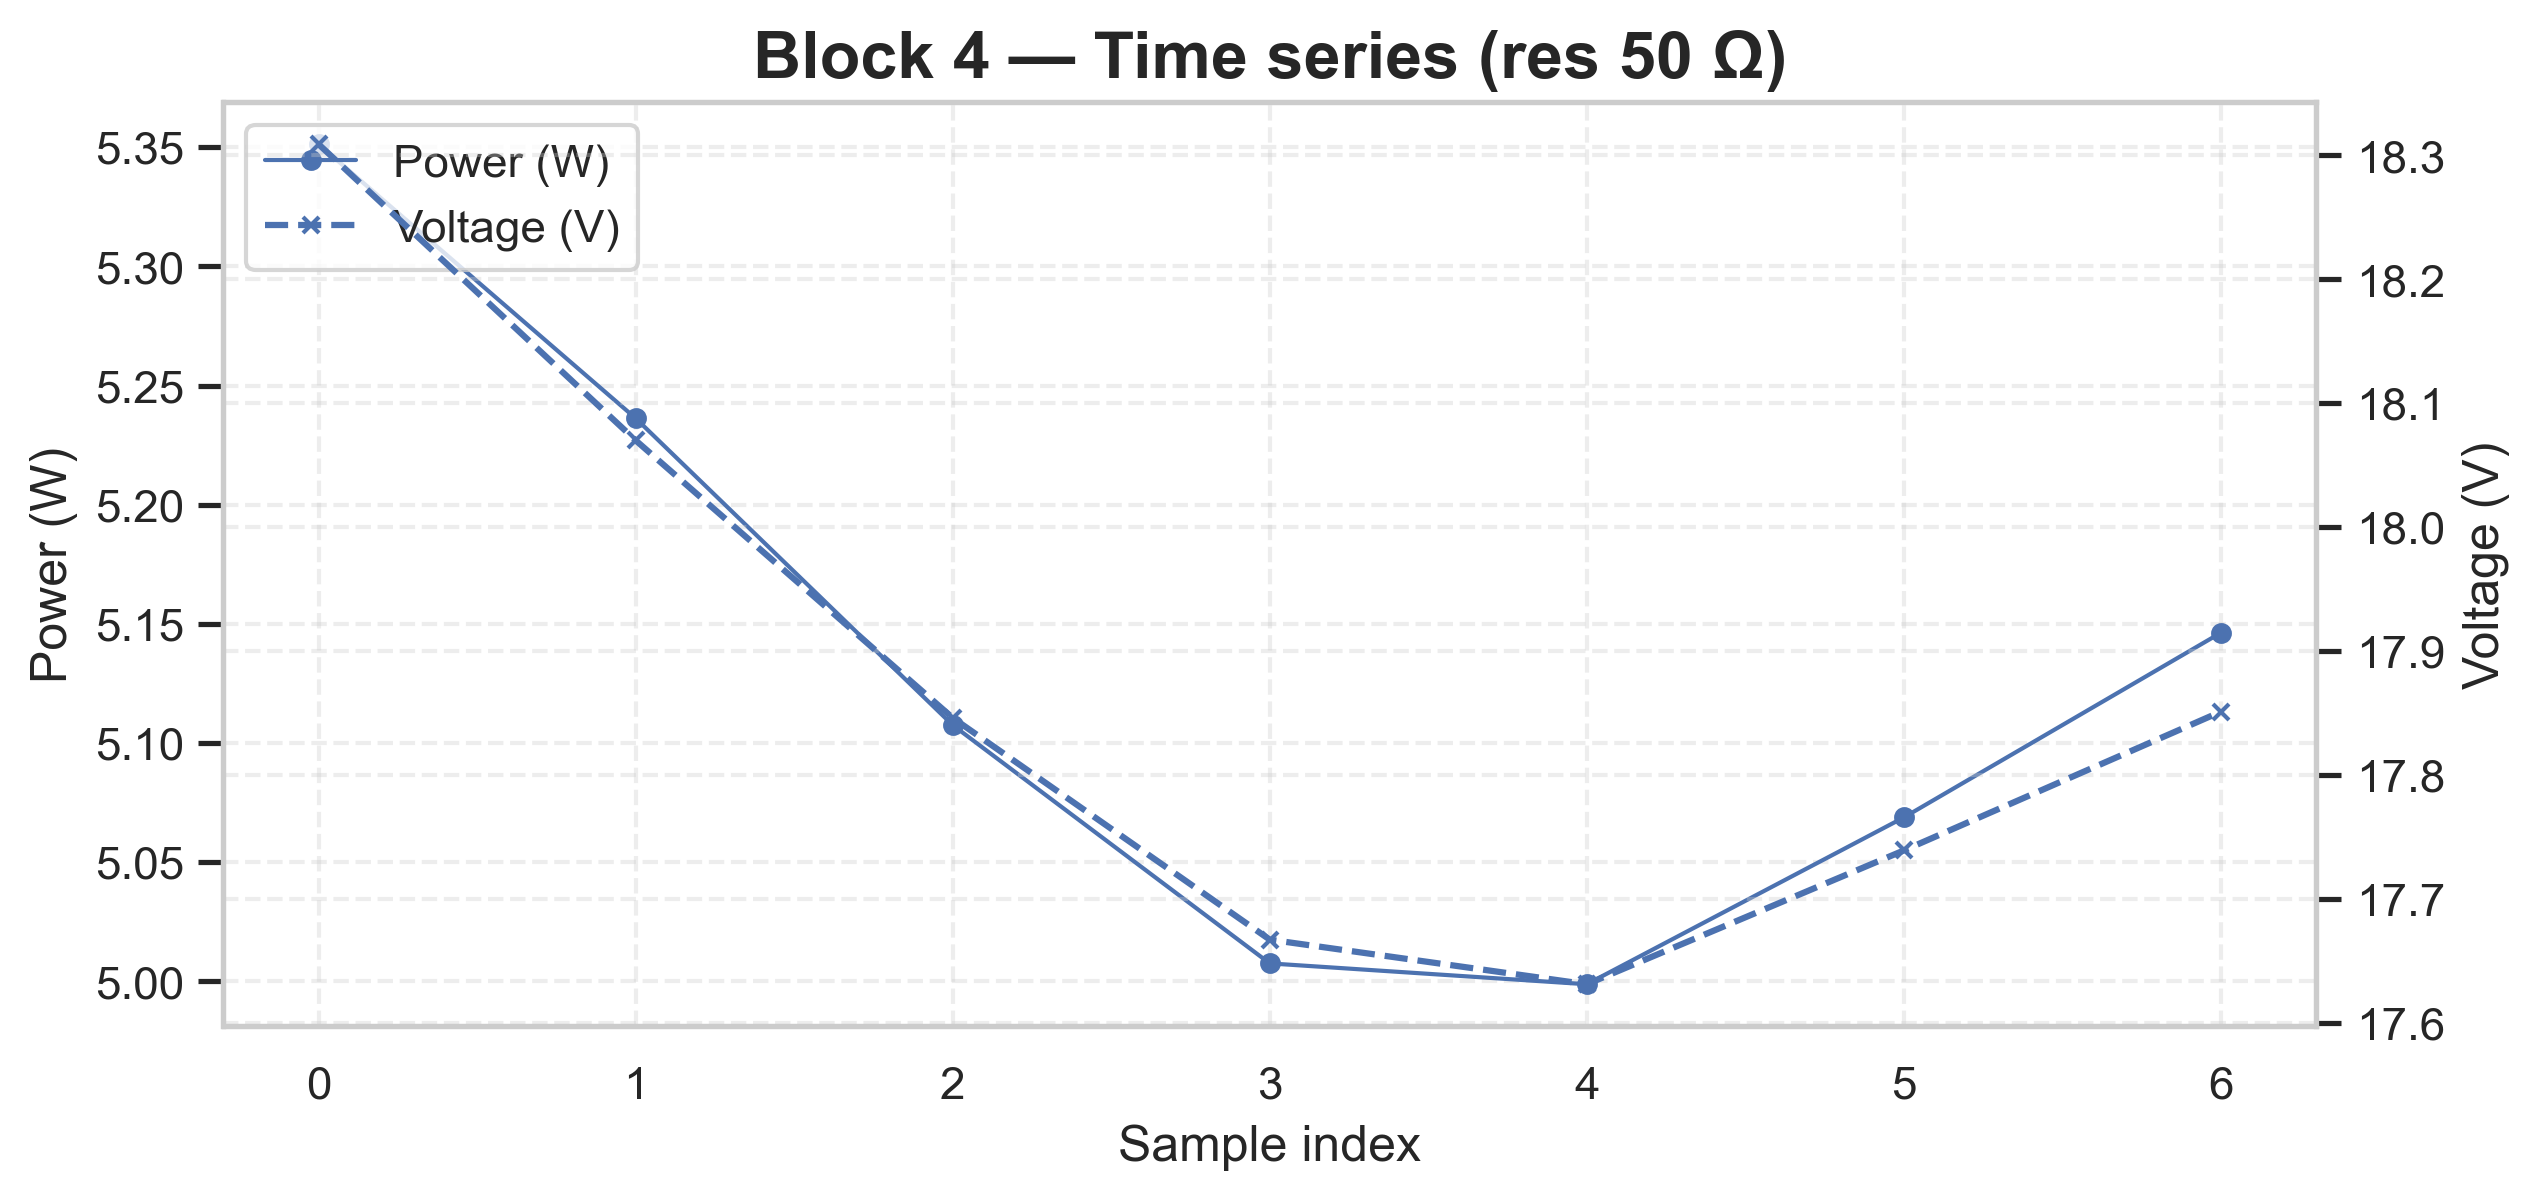 Block 4 — Time series (res 50 Ω)
Power (W)
Voltage (V)
5.35
5.30
5.25
5.20
5.15
5.10
5.05
5.00
Power (W)
18.3
18.2
18.1
18.0
17.9
17.8
17.7
17.6
Voltage (V)
0 1 2 3 4 5 6
Sample index